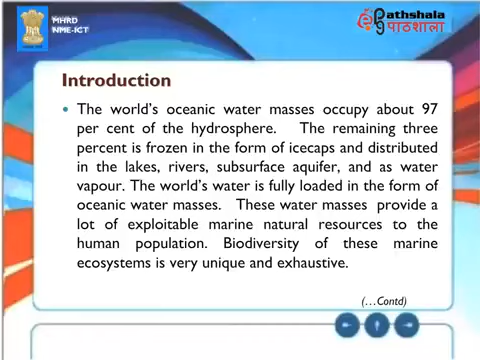 MHRD
NME-ICT
Pathshala
पाठशाला
Introduction
• The world's oceanic water masses occupy about 97
per cent of the hydrosphere. The remaining three
percent is frozen in the form of icecaps and distributed
in the lakes, rivers, subsurface aquifer, and as water
vapour. The world's water is fully loaded in the form of
oceanic water masses. These water masses provide a
lot of exploitable marine natural resources to the
human population. Biodiversity of these marine
ecosystems is very unique and exhaustive.
(...Contd)